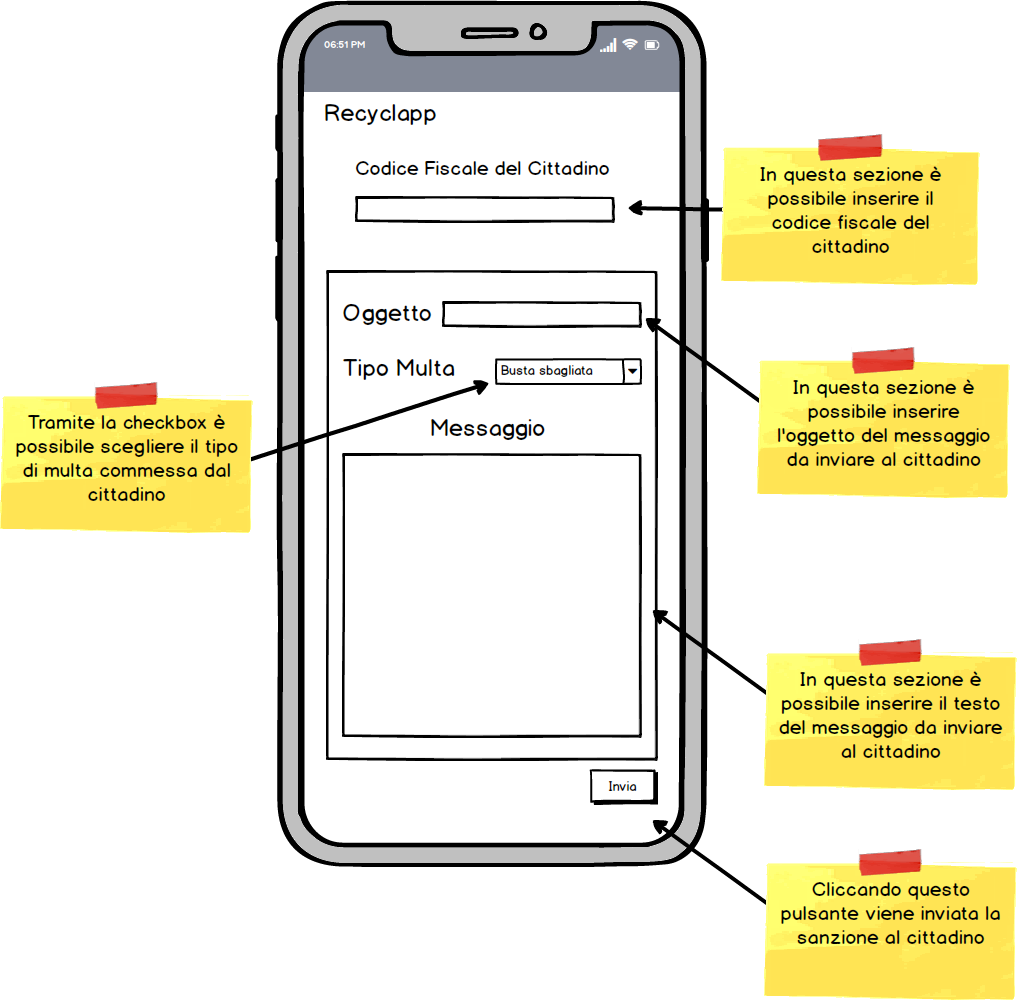 06:51 PM
Recyclapp
Codice Fiscale del Cittadino
In questa sezione è
possibile inserire il
codice fiscale del
cittadino
Oggetto
In questa sezione è
possibile inserire
l'oggetto del messaggio
da inviare al cittadino
Tipo Multa
Busta sbagliata
Tramite la checkbox è
possibile scegliere il tipo
di multa commessa dal
cittadino
Messaggio
In questa sezione è
possibile inserire il testo
del messaggio da inviare
al cittadino
Invia
Cliccando questo
pulsante viene inviata la
sanzione al cittadino